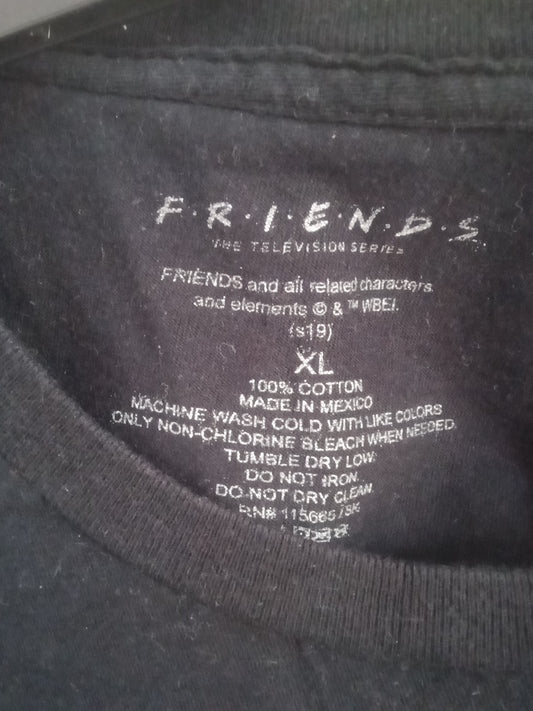 F·R·I·E·N·D·S
THE TELEVISION SERIES
FRIENDS and all related characters
and elements © & ™ WBEI.
(s19)
XL
100% COTTON
MADE IN MEXICO
MACHINE WASH COLD WITH LIKE COLORS
ONLY NON-CHLORINE BLEACH WHEN NEEDED.
TUMBLE DRY LOW.
DO NOT IRON.
DO NOT DRY CLEAN.
RN# 115665